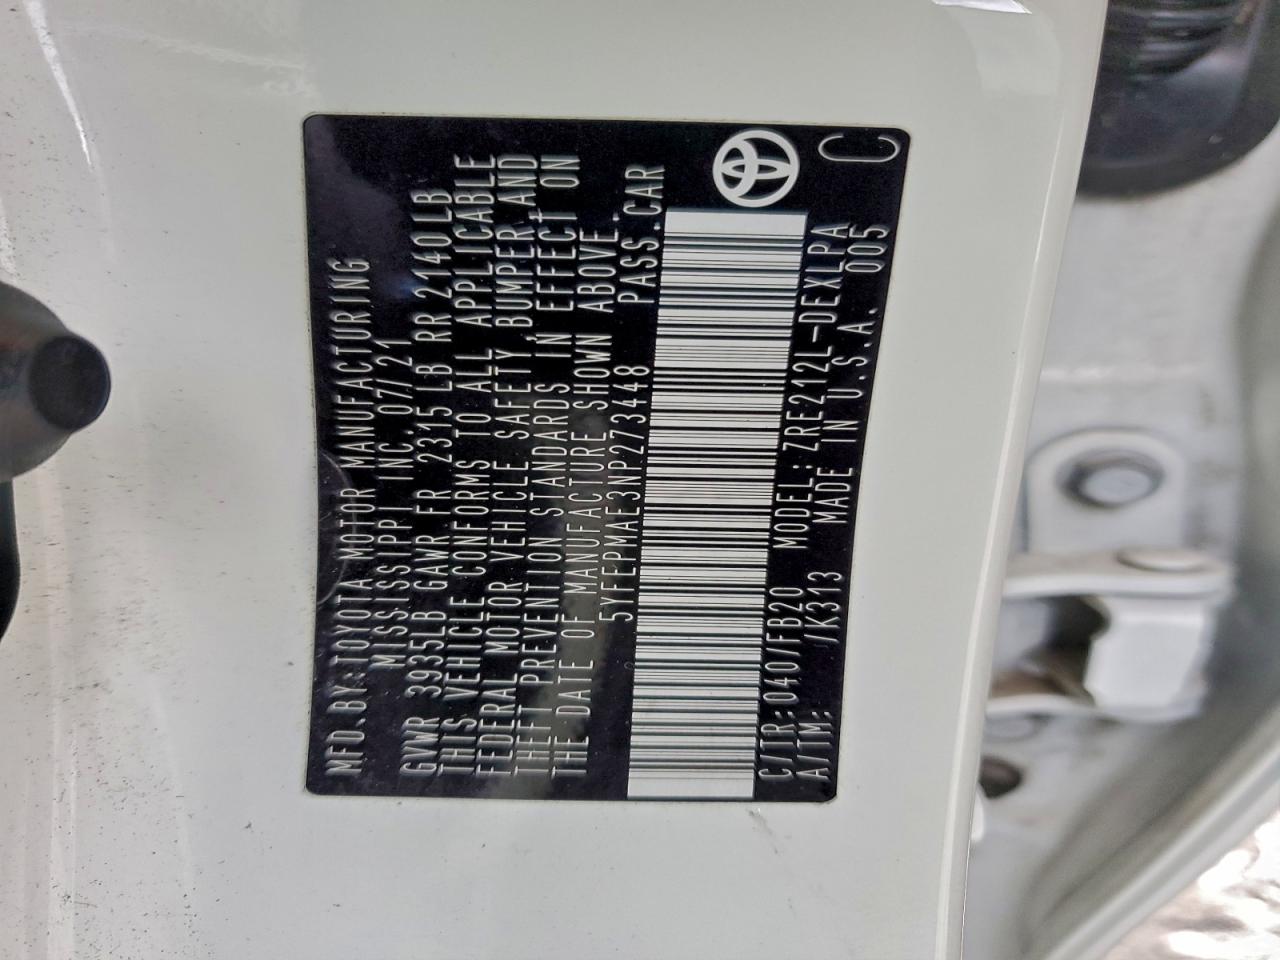 MFD.BY:TOYOTA MOTOR MANUFACTURING
MISSISSIPPI INC.07/21
GVWR 3935LB GAWR FR 2315 LB RR 2140LB
THIS VEHICLE CONFORMS TO ALL APPLICABLE
FEDERAL MOTOR VEHICLE SAFETY,BUMPER AND
THEFT PREVENTION STANDARDS IN EFFECT ON
THE DATE OF MANUFACTURE SHOWN ABOVE.
5YFEPMAE3NP273448 PASS.CAR
C/TR:040/FB20 MODEL:ZRE212L-DEXLPA
A/TM: /K313 MADE IN U.S.A. 005
C